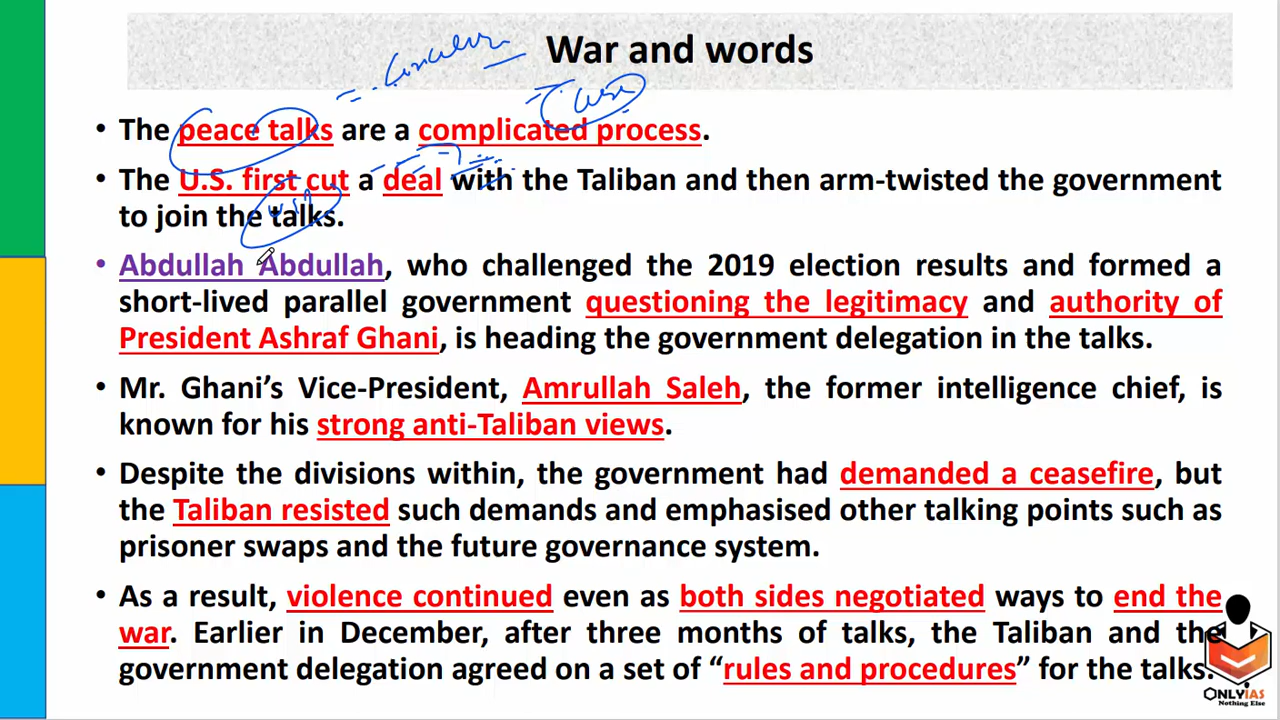 War and words
• The peace talks are a complicated process.
• The U.S. first cut a deal with the Taliban and then arm-twisted the government
to join the talks.
• Abdullah Abdullah, who challenged the 2019 election results and formed a
short-lived parallel government questioning the legitimacy and authority of
President Ashraf Ghani, is heading the government delegation in the talks.
• Mr. Ghani’s Vice-President, Amrullah Saleh, the former intelligence chief, is
known for his strong anti-Taliban views.
• Despite the divisions within, the government had demanded a ceasefire, but
the Taliban resisted such demands and emphasised other talking points such as
prisoner swaps and the future governance system.
• As a result, violence continued even as both sides negotiated ways to end the
war. Earlier in December, after three months of talks, the Taliban and the
government delegation agreed on a set of “rules and procedures” for the talks.
ONLYIAS
Nothing Else